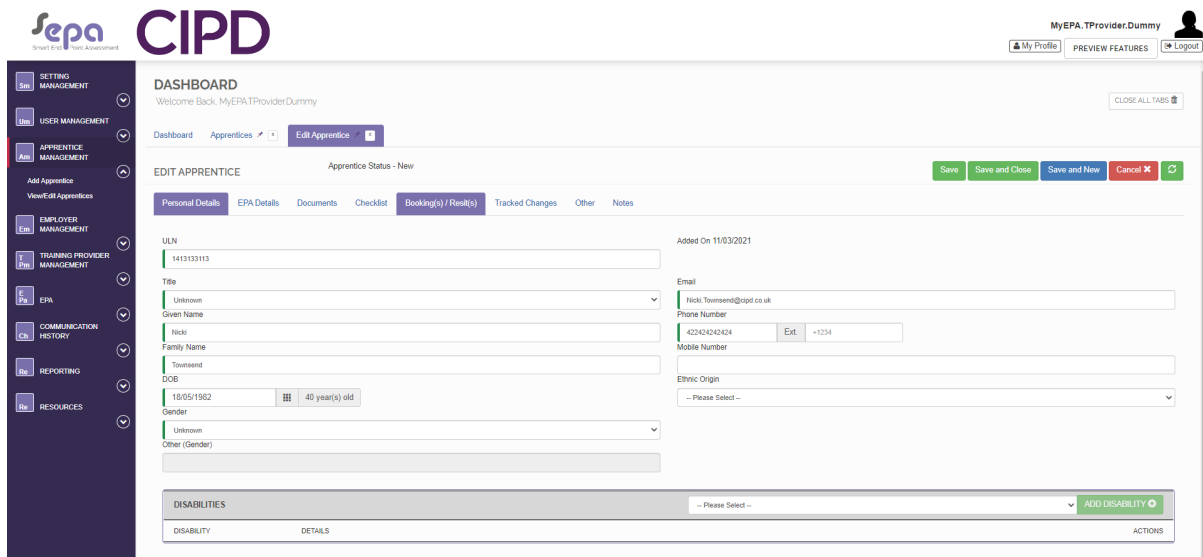 Sepa
Smart End Point Assessment
CIPD
MyEPA.TProvider.Dummy
My Profile
PREVIEW FEATURES
Logout
Sm SETTING MANAGEMENT
Um USER MANAGEMENT
Am APPRENTICE MANAGEMENT
Add Apprentice
View/Edit Apprentices
Em EMPLOYER MANAGEMENT
T Pm TRAINING PROVIDER MANAGEMENT
E Pa EPA
Ch COMMUNICATION HISTORY
Re REPORTING
Re RESOURCES
DASHBOARD
Welcome Back, MyEPA.TProvider.Dummy
CLOSE ALL TABS
Dashboard Apprentices x Edit Apprentice x
EDIT APPRENTICE Apprentice Status - New
Save Save and Close Save and New Cancel
Personal Details EPA Details Documents Checklist Booking(s) / Resit(s) Tracked Changes Other Notes
ULN
1413133113
Added On 11/03/2021
Title
Unknown
Email
Nicki.Townsend@cipd.co.uk
Given Name
Nicki
Phone Number
422424242424 Ext. +1234
Family Name
Townsend
Mobile Number
DOB
18/05/1982 40 year(s) old
Ethnic Origin
-- Please Select --
Gender
Unknown
Other (Gender)
DISABILITIES -- Please Select -- ADD DISABILITY
DISABILITY DETAILS ACTIONS